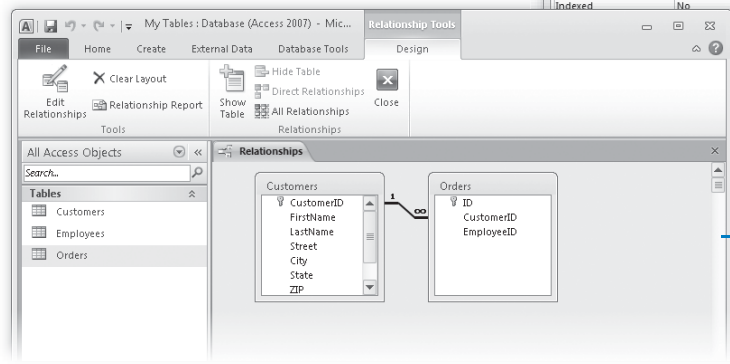 Indexed No
My Tables : Database (Access 2007) - Mic... Relationship Tools
File Home Create External Data Database Tools Design
Edit Relationships
Clear Layout
Relationship Report
Tools
Show Table
Hide Table
Direct Relationships
All Relationships
Relationships
Close
All Access Objects
Search...
Tables
Customers
Employees
Orders
Relationships
Customers
CustomerID
FirstName
LastName
Street
City
State
ZIP
1
∞
Orders
ID
CustomerID
EmployeeID